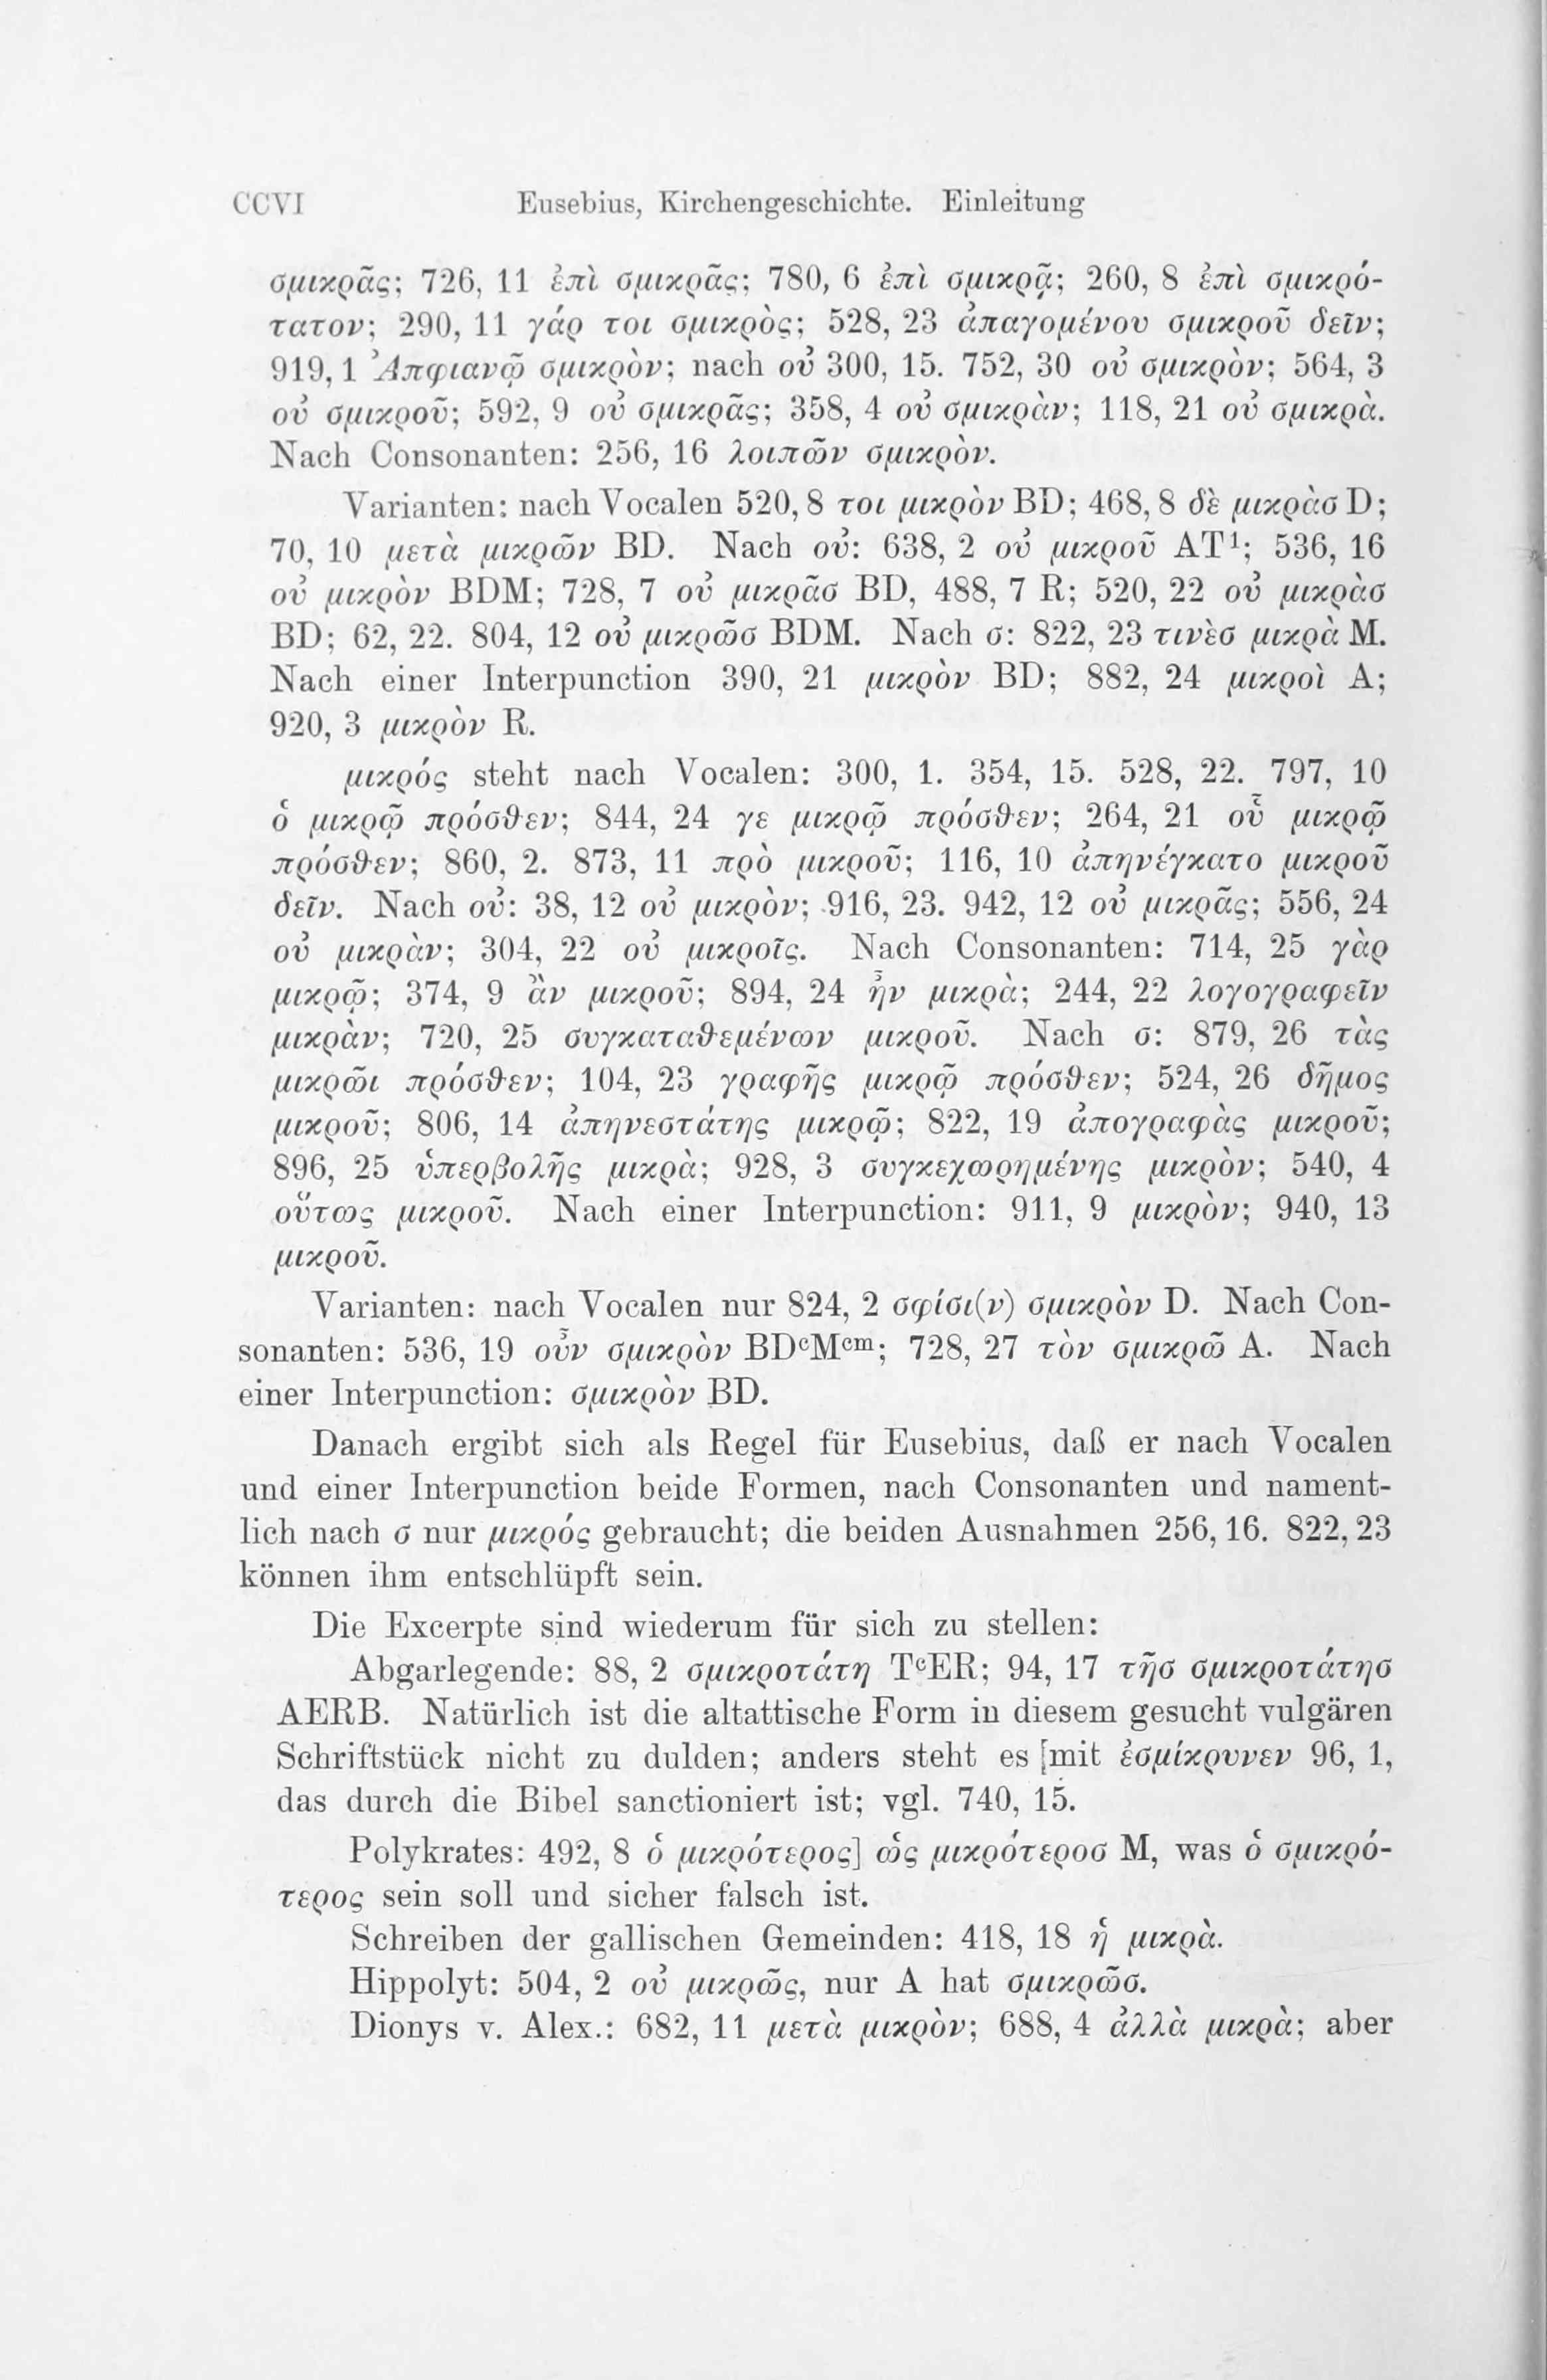 CCVI Eusebius, Kirchengeschichte. Einleitung
σμικρᾶς; 726, 11 ἐπὶ σμικρᾶς; 780, 6 ἐπὶ σμικρᾷ; 260, 8 ἐπὶ σμικρό-
τατον; 290, 11 γάρ τοι σμικρὸς; 528, 23 ἀπαγομένου σμικροῦ δεῖν;
919, 1 Ἀπφιανῷ σμικρὸν; nach οὐ 300, 15. 752, 30 οὐ σμικρὸν; 564, 3
οὐ σμικροῦ; 592, 9 οὐ σμικρᾶς; 358, 4 οὐ σμικρὰν; 118, 21 οὐ σμικρὰ.
Nach Consonanten: 256, 16 λοιπῶν σμικρὸν.
Varianten: nach Vocalen 520, 8 τοι μικρὸν BD; 468, 8 δὲ μικρὰσ D;
70, 10 μετὰ μικρῶν BD. Nach οὐ: 638, 2 οὐ μικροῦ AT¹; 536, 16
οὐ μικρὸν BDM; 728, 7 οὐ μικρᾶσ BD, 488, 7 R; 520, 22 οὐ μικρὰσ
BD; 62, 22. 804, 12 οὐ μικρῶσ BDM. Nach σ: 822, 23 τινὲσ μικρὰ M.
Nach einer Interpunction 390, 21 μικρὸν BD; 882, 24 μικροὶ A;
920, 3 μικρὸν R.
μικρός steht nach Vocalen: 300, 1. 354, 15. 528, 22. 797, 10
ὁ μικρῷ πρόσθεν; 844, 24 γε μικρῷ πρόσθεν; 264, 21 οὗ μικρῷ
πρόσθεν; 860, 2. 873, 11 πρὸ μικροῦ; 116, 10 ἀπηνέγκατο μικροῦ
δεῖν. Nach οὐ: 38, 12 οὐ μικρὸν; 916, 23. 942, 12 οὐ μικρᾶς; 556, 24
οὐ μικρὰν; 304, 22 οὐ μικροῖς. Nach Consonanten: 714, 25 γὰρ
μικρῷ; 374, 9 ἂν μικροῦ; 894, 24 ἦν μικρὰ; 244, 22 λογογραφεῖν
μικρὰν; 720, 25 συγκαταθεμένων μικροῦ. Nach σ: 879, 26 τὰς
μικρῶι πρόσθεν; 104, 23 γραφῆς μικρῷ πρόσθεν; 524, 26 δῆμος
μικροῦ; 806, 14 ἀπηνεστάτης μικρῷ; 822, 19 ἀπογραφὰς μικροῦ;
896, 25 ὑπερβολῆς μικρὰ; 928, 3 συγκεχωρημένης μικρὸν; 540, 4
οὕτως μικροῦ. Nach einer Interpunction: 911, 9 μικρὸν; 940, 13
μικροῦ.
Varianten: nach Vocalen nur 824, 2 σφίσι(ν) σμικρὸν D. Nach Con-
sonanten: 536, 19 οὖν σμικρὸν BDᶜMᶜᵐ; 728, 27 τὸν σμικρῶ A. Nach
einer Interpunction: σμικρὸν BD.
Danach ergibt sich als Regel für Eusebius, daß er nach Vocalen
und einer Interpunction beide Formen, nach Consonanten und nament-
lich nach σ nur μικρός gebraucht; die beiden Ausnahmen 256, 16. 822, 23
können ihm entschlüpft sein.
Die Excerpte sind wiederum für sich zu stellen:
Abgarlegende: 88, 2 σμικροτάτη TᶜER; 94, 17 τῆσ σμικροτάτησ
AERB. Natürlich ist die altattische Form in diesem gesucht vulgären
Schriftstück nicht zu dulden; anders steht es [mit ἐσμίκρυνεν 96, 1,
das durch die Bibel sanctioniert ist; vgl. 740, 15.
Polykrates: 492, 8 ὁ μικρότερος] ὡς μικρότεροσ M, was ὁ σμικρό-
τερος sein soll und sicher falsch ist.
Schreiben der gallischen Gemeinden: 418, 18 ἡ μικρὰ.
Hippolyt: 504, 2 οὐ μικρῶς, nur A hat σμικρῶσ.
Dionys v. Alex.: 682, 11 μετὰ μικρὸν; 688, 4 ἀλλὰ μικρὰ; aber